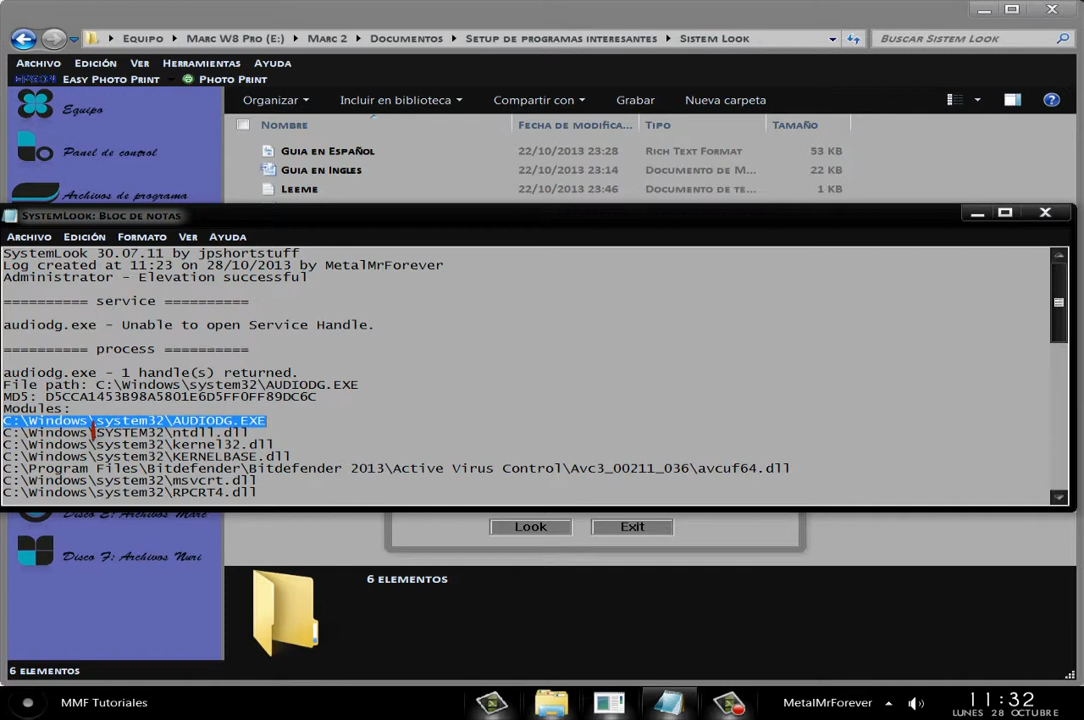 Equipo ▸ Marc W8 Pro (E:) ▸ Marc 2 ▸ Documentos ▸ Setup de programas interesantes ▸ Sistem Look
Buscar Sistem Look
Archivo Edición Ver Herramientas Ayuda
Easy Photo Print Photo Print
Organizar Incluir en biblioteca Compartir con Grabar Nueva carpeta
Equipo
Panel de control
Archivos de programa
Nombre Fecha de modifica... Tipo Tamaño
Guia en Español 22/10/2013 23:28 Rich Text Format 53 KB
Guia en Ingles 22/10/2013 23:14 Documento de M... 22 KB
Leeme 22/10/2013 23:46 Documento de te... 1 KB
SystemLook: Bloc de notas
Archivo Edición Formato Ver Ayuda
SystemLook 30.07.11 by jpshortstuff
Log created at 11:23 on 28/10/2013 by MetalMrForever
Administrator - Elevation successful
========== service ==========
audiodg.exe - Unable to open Service Handle.
========== process ==========
audiodg.exe - 1 handle(s) returned.
File path: C:\Windows\system32\AUDIODG.EXE
MD5: D5CCA1453B98A5801E6D5FF0FF89DC6C
Modules:
C:\Windows\system32\AUDIODG.EXE
C:\Windows\SYSTEM32\ntdll.dll
C:\Windows\system32\kernel32.dll
C:\Windows\system32\KERNELBASE.dll
C:\Program Files\Bitdefender\Bitdefender 2013\Active Virus Control\Avc3_00211_036\avcuf64.dll
C:\Windows\system32\msvcrt.dll
C:\Windows\system32\RPCRT4.dll
Disco E: Archivos Marc
Look Exit
Disco F: Archivos Nuri
6 elementos
6 elementos
MMF Tutoriales
MetalMrForever
11:32
lunes 28 octubre